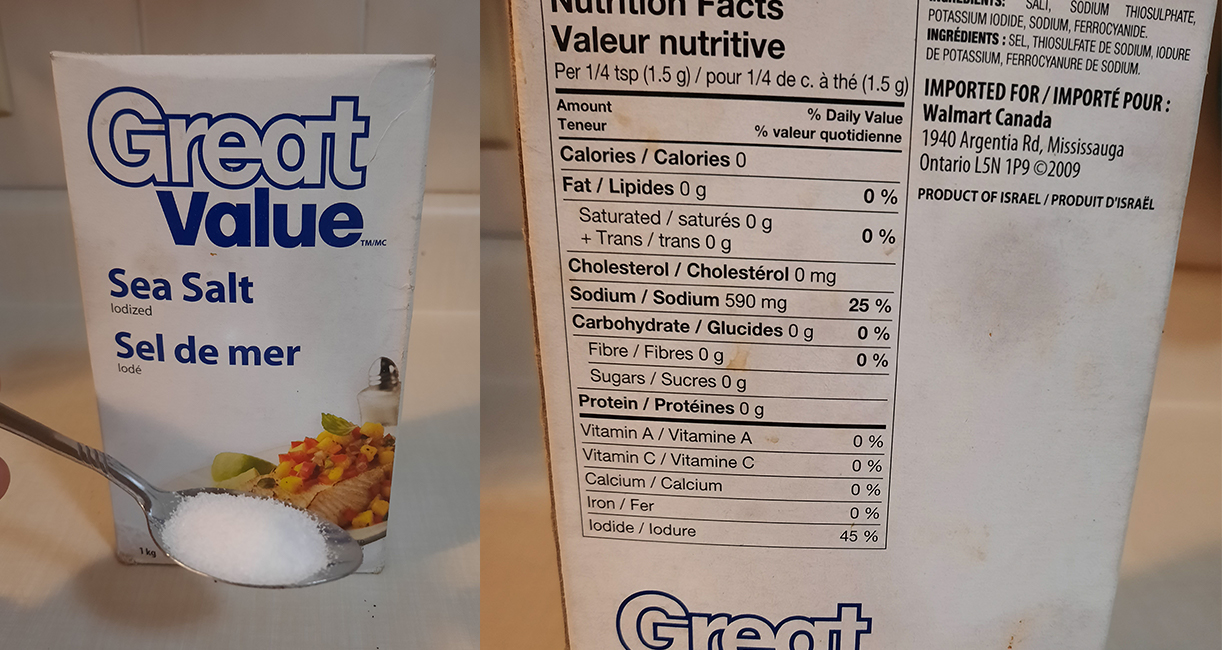 Great
Value TM/MC
Sea Salt
Iodized
Sel de mer
Iodé
1 kg
Nutrition Facts
Valeur nutritive
Per 1/4 tsp (1.5 g) / pour 1/4 de c. à thé (1.5 g)
Amount
Teneur
% Daily Value
% valeur quotidienne
Calories / Calories 0
Fat / Lipides 0 g 0 %
Saturated / saturés 0 g
+ Trans / trans 0 g 0 %
Cholesterol / Cholestérol 0 mg
Sodium / Sodium 590 mg 25 %
Carbohydrate / Glucides 0 g 0 %
Fibre / Fibres 0 g 0 %
Sugars / Sucres 0 g
Protein / Protéines 0 g
Vitamin A / Vitamine A 0 %
Vitamin C / Vitamine C 0 %
Calcium / Calcium 0 %
Iron / Fer 0 %
Iodide / Iodure 45 %
Great
INGREDIENTS: SALT, SODIUM THIOSULPHATE,
POTASSIUM IODIDE, SODIUM, FERROCYANIDE.
INGRÉDIENTS : SEL, THIOSULFATE DE SODIUM, IODURE
DE POTASSIUM, FERROCYANURE DE SODIUM.
IMPORTED FOR / IMPORTÉ POUR :
Walmart Canada
1940 Argentia Rd, Mississauga
Ontario L5N 1P9 ©2009
PRODUCT OF ISRAEL / PRODUIT D'ISRAËL